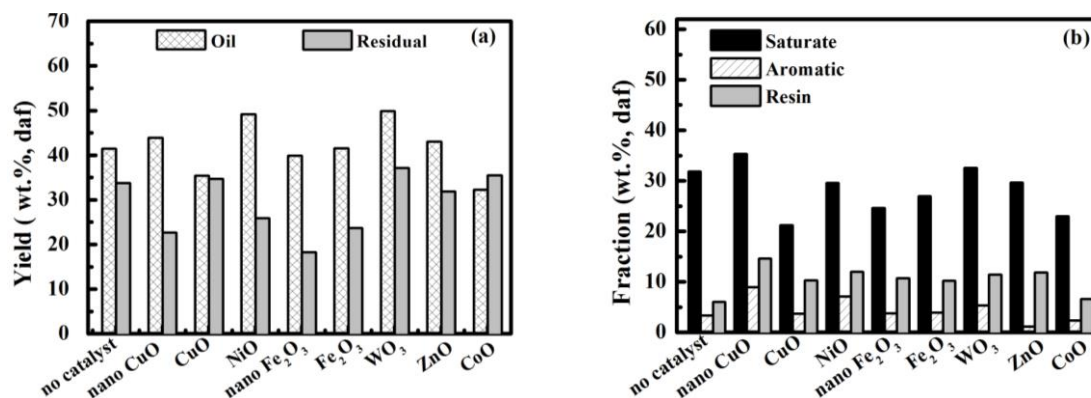 (a)
Oil
Residual
Yield ( wt.%, daf)
70
60
50
40
30
20
10
0
no catalyst
nano CuO
CuO
NiO
nano Fe₂O₃
Fe₂O₃
WO₃
ZnO
CoO
(b)
Saturate
Aromatic
Resin
Fraction (wt.%, daf)
60
50
40
30
20
10
0
no catalyst
nano CuO
CuO
NiO
nano Fe₂O₃
Fe₂O₃
WO₃
ZnO
CoO